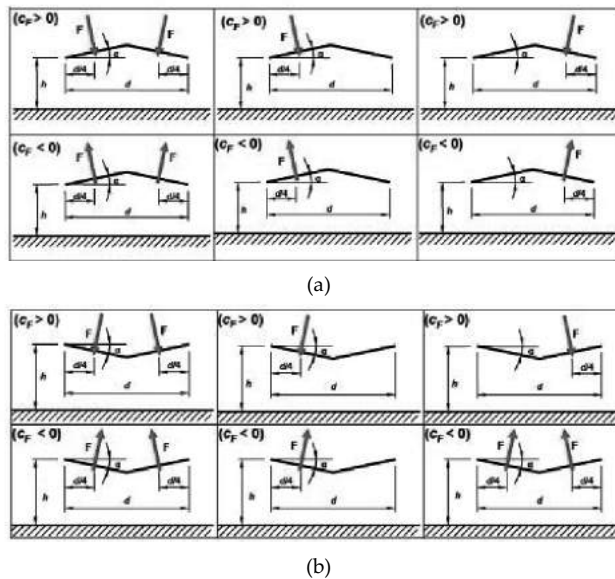 (cF > 0) (cF > 0) (cF > 0)
F F F F
α α α
d/4 d/4 d/4 d/4
h d h d h d
(cF < 0) (cF < 0) (cF < 0)
F F F F
α α α
d/4 d/4 d/4 d/4
h d h d h d
(a)
(cF > 0) (cF > 0) (cF > 0)
F F F F
α α α
d/4 d/4 d/4 d/4
h d h d h d
(cF < 0) (cF < 0) (cF < 0)
F F F F F
α α α
d/4 d/4 d/4 d/4 d/4
h d h d h d
(b)